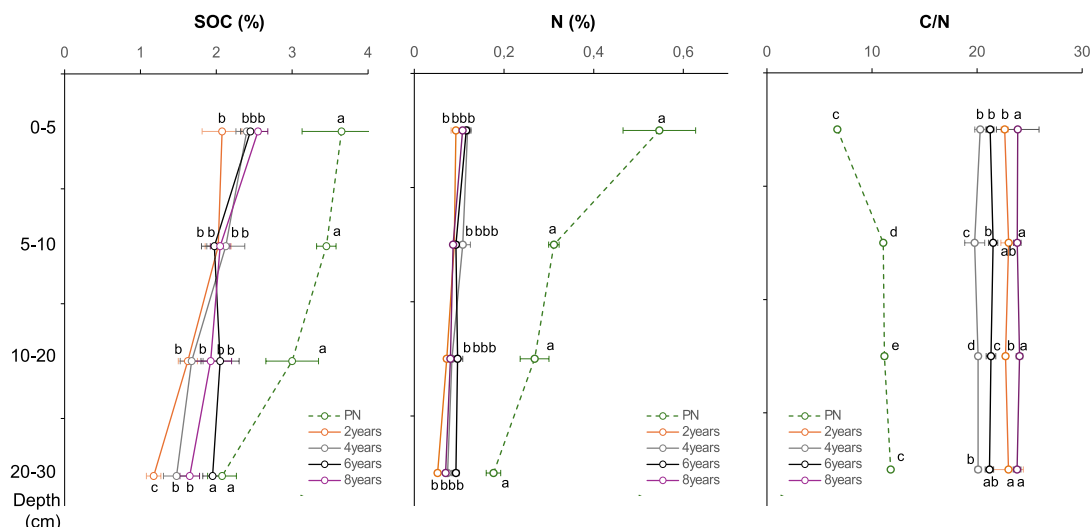 SOC (%)
0 1 2 3 4
0-5
5-10
10-20
20-30
Depth
(cm)
b bbb a
b b b b a
b b b b a
c b b a a
PN
2years
4years
6years
8years
N (%)
0 0,2 0,4 0,6
b bbbb a
b bbb a
b bbb a
b bbb a
PN
2years
4years
6years
8years
C/N
0 10 20 30
c b b b a
d c b ab a
e d c b a
c b ab a a
PN
2years
4years
6years
8years